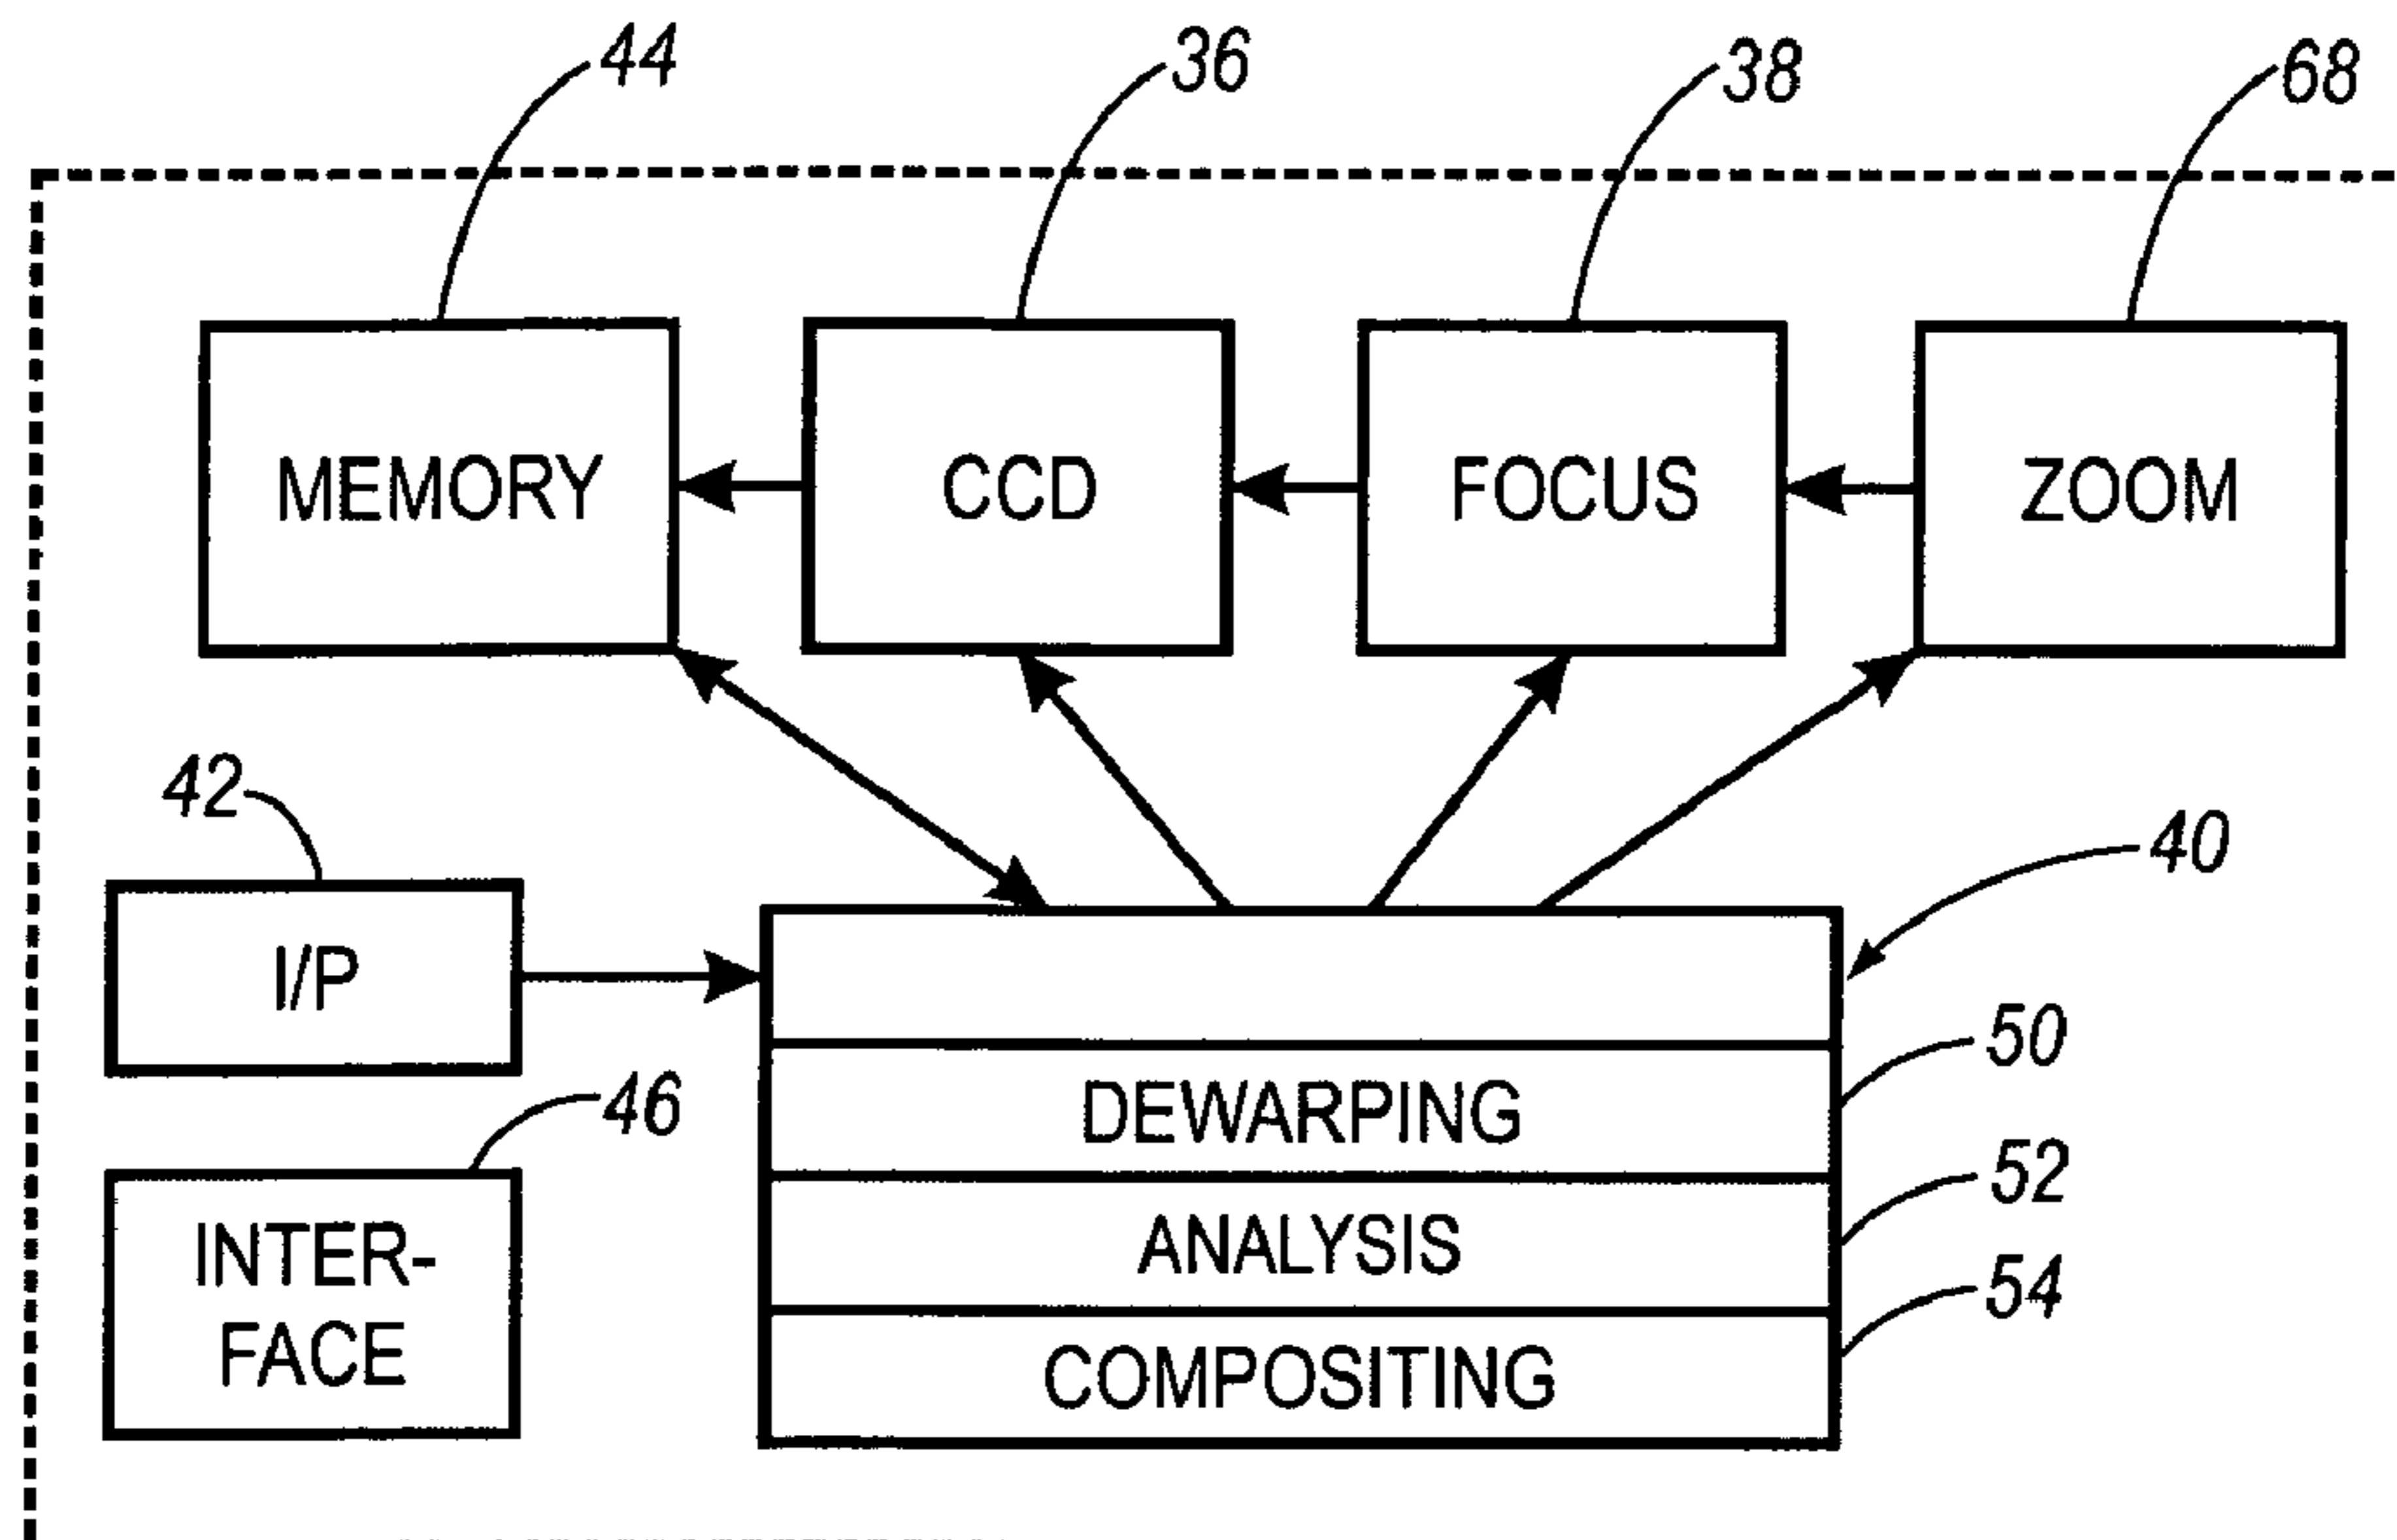 44
36
38
68
MEMORY
CCD
FOCUS
ZOOM
42
40
I/P
50
DEWARPING
46
52
INTER-
FACE
ANALYSIS
54
COMPOSITING